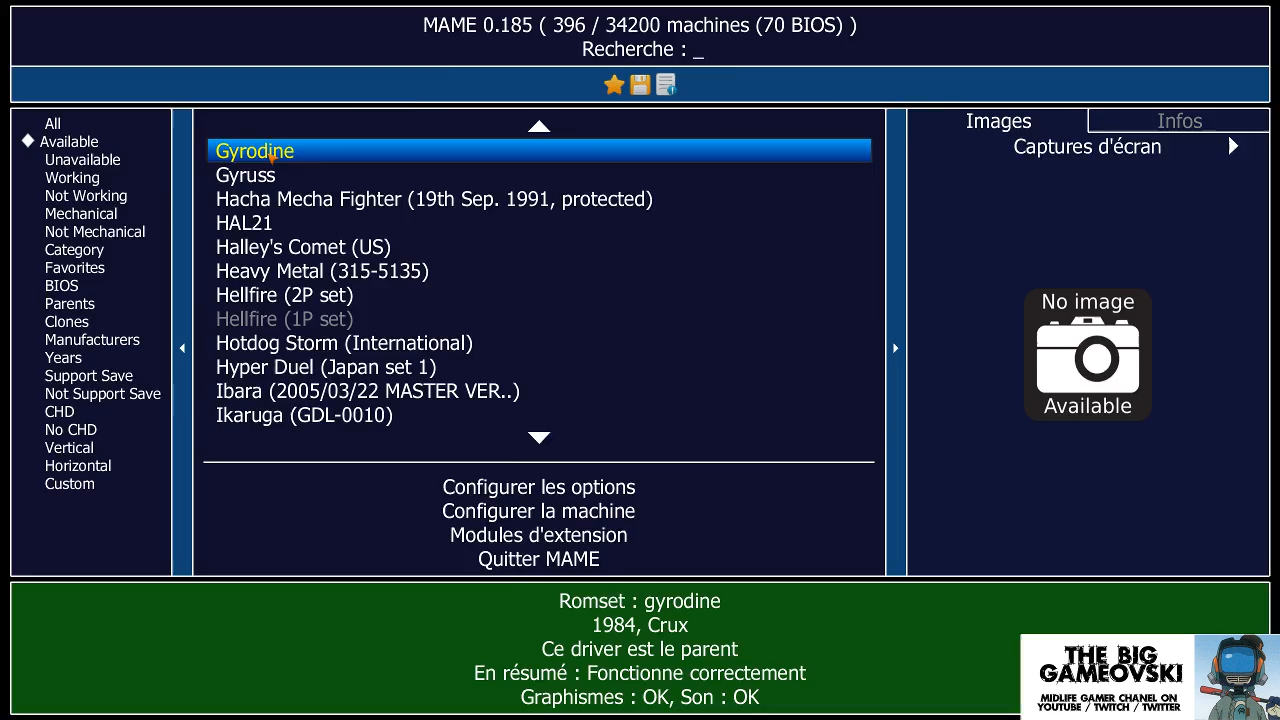 MAME 0.185 ( 396 / 34200 machines (70 BIOS) )
Recherche : _
All
Available
Unavailable
Working
Not Working
Mechanical
Not Mechanical
Category
Favorites
BIOS
Parents
Clones
Manufacturers
Years
Support Save
Not Support Save
CHD
No CHD
Vertical
Horizontal
Custom
Gyrodine
Gyruss
Hacha Mecha Fighter (19th Sep. 1991, protected)
HAL21
Halley's Comet (US)
Heavy Metal (315-5135)
Hellfire (2P set)
Hellfire (1P set)
Hotdog Storm (International)
Hyper Duel (Japan set 1)
Ibara (2005/03/22 MASTER VER..)
Ikaruga (GDL-0010)
Configurer les options
Configurer la machine
Modules d'extension
Quitter MAME
Images
Infos
Captures d'écran
No image
Available
Romset : gyrodine
1984, Crux
Ce driver est le parent
En résumé : Fonctionne correctement
Graphismes : OK, Son : OK
THE BIG
GAMEOVSKI
MIDLIFE GAMER CHANEL ON
YOUTUBE / TWITCH / TWITTER